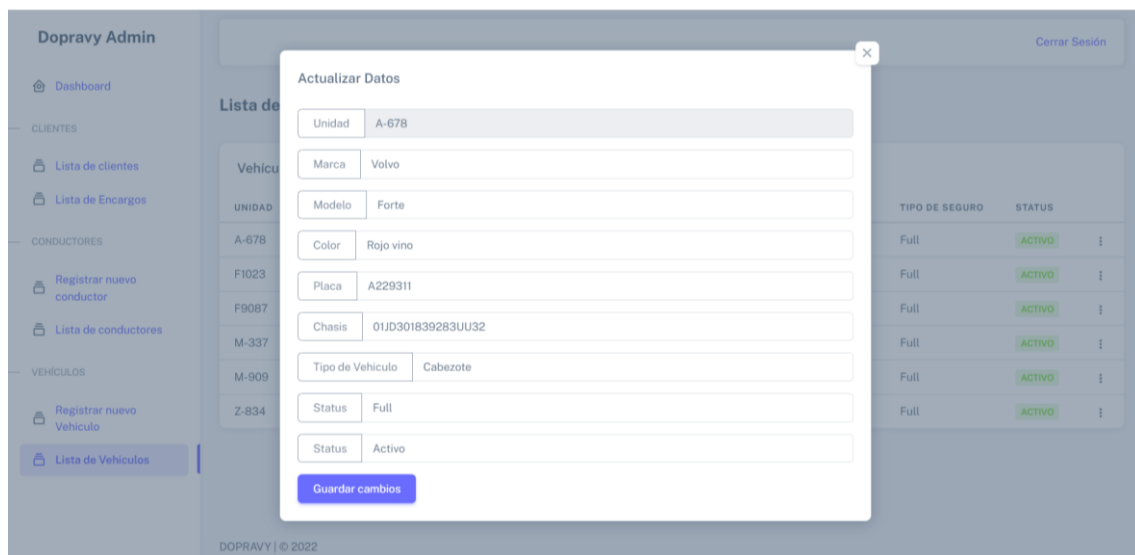 Dopravy Admin
Dashboard
CLIENTES
Lista de clientes
Lista de Encargos
CONDUCTORES
Registrar nuevo
conductor
Lista de conductores
VEHÍCULOS
Registrar nuevo
Vehiculo
Lista de Vehiculos
Cerrar Sesión
Lista de
Vehícu
UNIDAD TIPO DE SEGURO STATUS
A-678 Full ACTIVO
F1023 Full ACTIVO
F9087 Full ACTIVO
M-337 Full ACTIVO
M-909 Full ACTIVO
Z-834 Full ACTIVO
Actualizar Datos
Unidad A-678
Marca Volvo
Modelo Forte
Color Rojo vino
Placa A229311
Chasis 01JD301839283UU32
Tipo de Vehiculo Cabezote
Status Full
Status Activo
Guardar cambios
DOPRAVY | © 2022